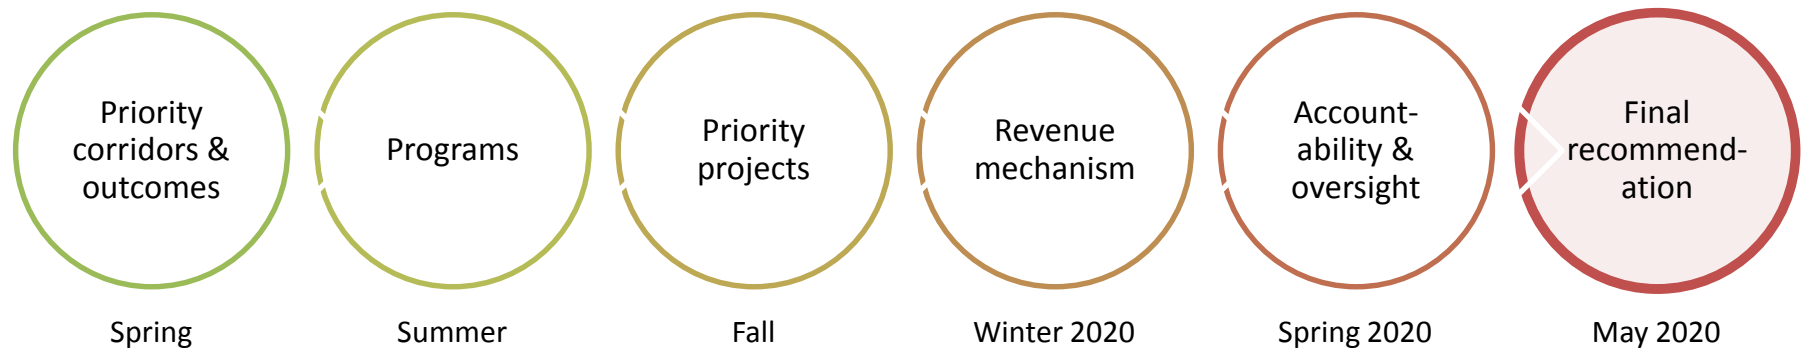 Priority
corridors &
outcomes
Programs
Priority
projects
Revenue
mechanism
Account-
ability &
oversight
Final
recommend-
ation
Spring
Summer
Fall
Winter 2020
Spring 2020
May 2020